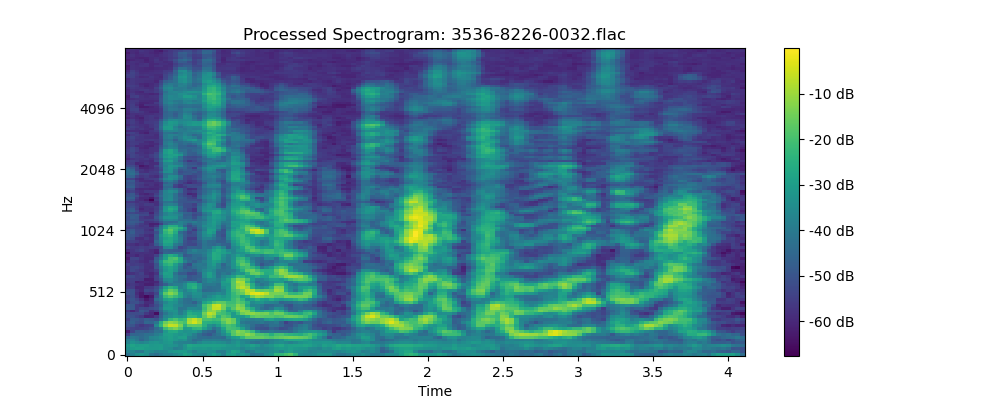 Processed Spectrogram: 3536-8226-0032.flac
Hz
4096
2048
1024
512
0
0 0.5 1 1.5 2 2.5 3 3.5 4
Time
-10 dB
-20 dB
-30 dB
-40 dB
-50 dB
-60 dB